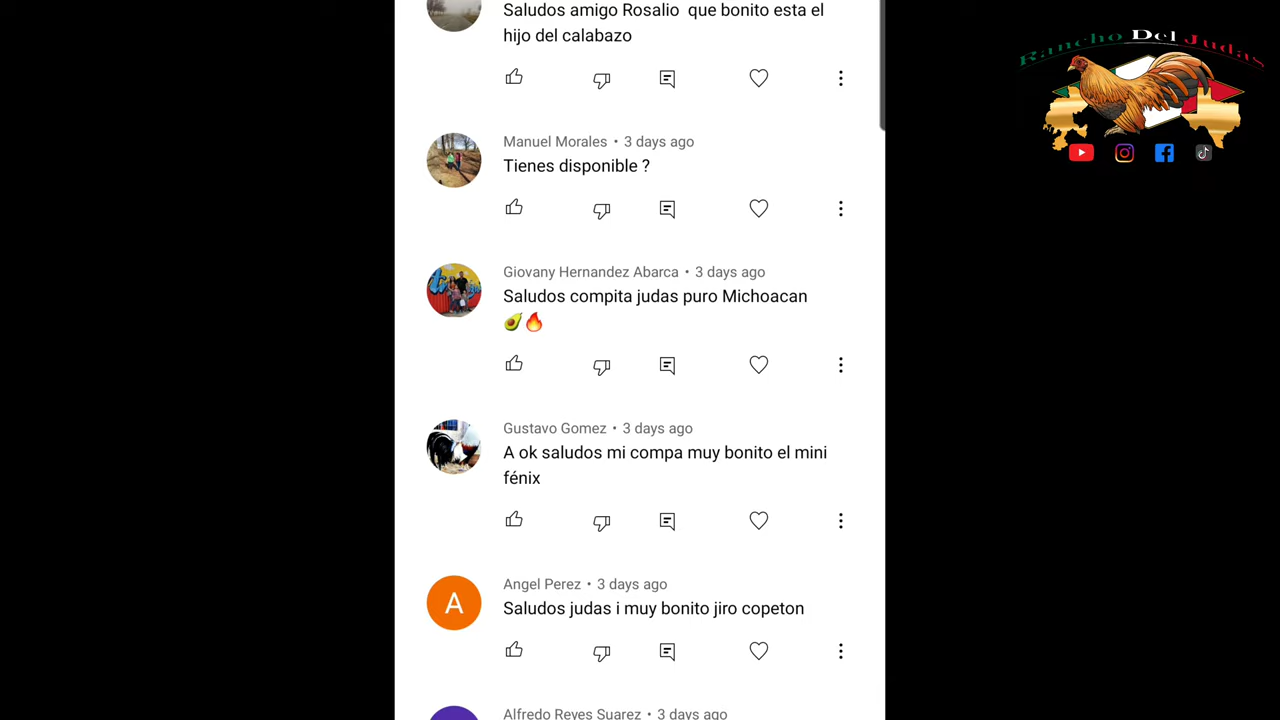 Saludos amigo Rosalio que bonito esta el
hijo del calabazo
Manuel Morales • 3 days ago
Tienes disponible ?
Giovany Hernandez Abarca • 3 days ago
Saludos compita judas puro Michoacan
🥑🔥
Gustavo Gomez • 3 days ago
A ok saludos mi compa muy bonito el mini
fénix
A
Angel Perez • 3 days ago
Saludos judas i muy bonito jiro copeton
Alfredo Reyes Suarez • 3 days ago
Rancho Del Judas